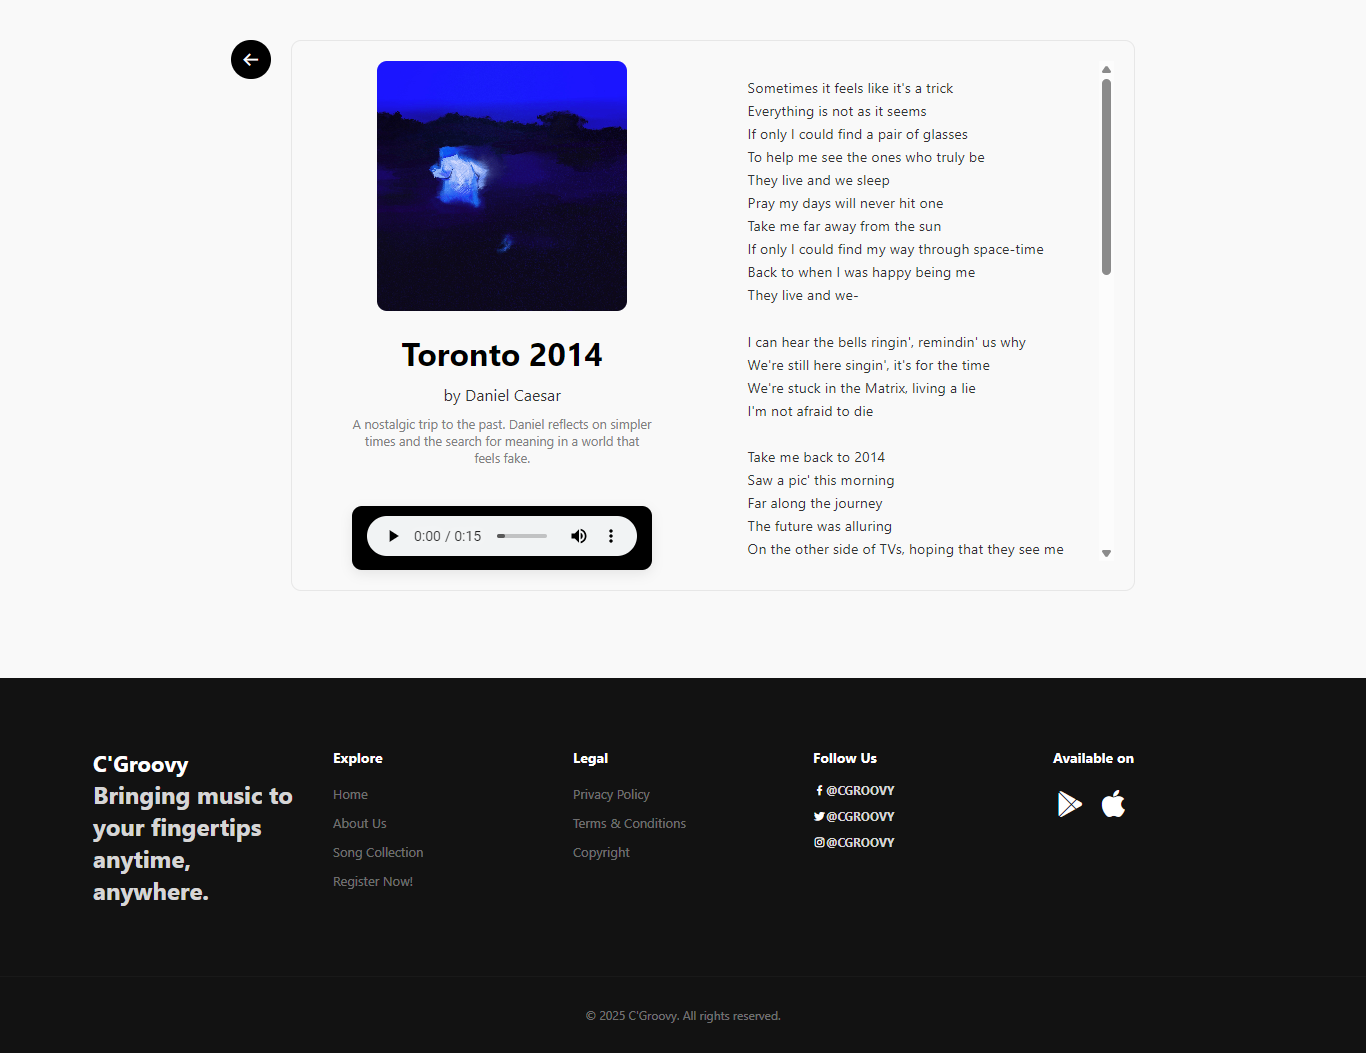 Toronto 2014
by Daniel Caesar
A nostalgic trip to the past. Daniel reflects on simpler
times and the search for meaning in a world that
feels fake.
0:00 / 0:15
Sometimes it feels like it's a trick
Everything is not as it seems
If only I could find a pair of glasses
To help me see the ones who truly be
They live and we sleep
Pray my days will never hit one
Take me far away from the sun
If only I could find my way through space-time
Back to when I was happy being me
They live and we-
I can hear the bells ringin', remindin' us why
We're still here singin', it's for the time
We're stuck in the Matrix, living a lie
I'm not afraid to die
Take me back to 2014
Saw a pic' this morning
Far along the journey
The future was alluring
On the other side of TVs, hoping that they see me
C'Groovy
Bringing music to
your fingertips
anytime,
anywhere.
Explore
Home
About Us
Song Collection
Register Now!
Legal
Privacy Policy
Terms & Conditions
Copyright
Follow Us
@CGROOVY
@CGROOVY
@CGROOVY
Available on
© 2025 C'Groovy. All rights reserved.